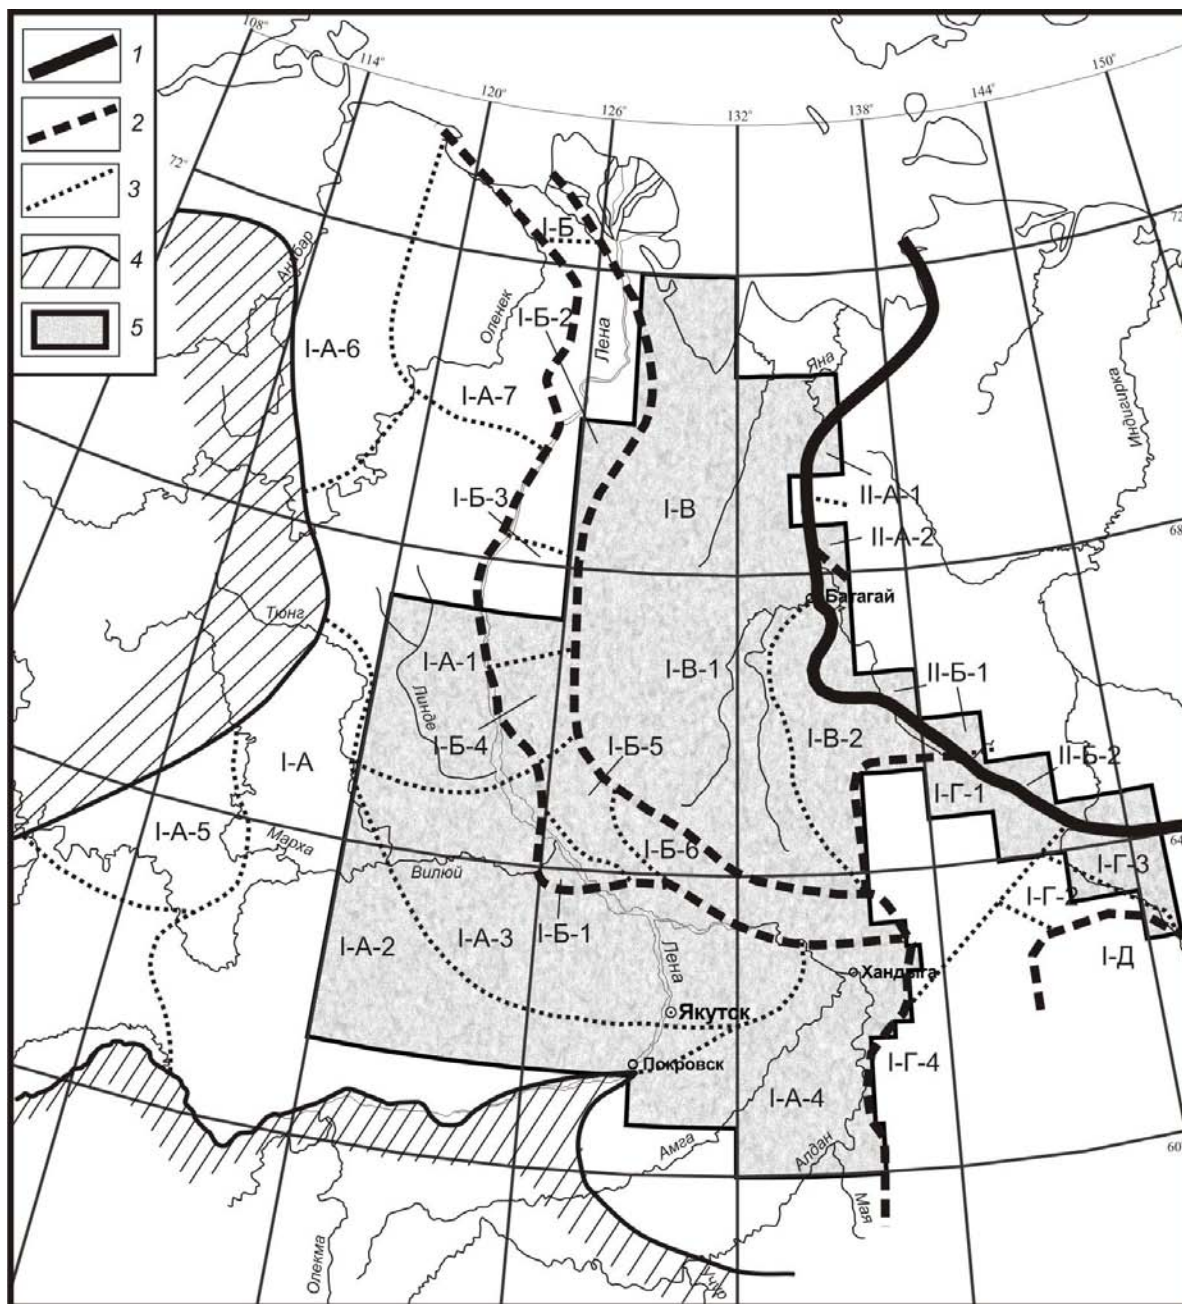 1
2
3
4
5
108°
114°
120°
126°
132°
138°
144°
150°
72°
72
68
64
60
Анабар
Оленек
Лена
Яна
Индигирка
I-Б
I-Б-2
I-А-6
I-А-7
I-Б-3
I-В
II-А-1
II-А-2
Батагай
Тюнг
I-А-1
Линде
I-В-1
II-Б-1
I-А
I-Б-4
I-Б-5
I-В-2
II-Б-2
I-Г-1
I-А-5
Марха
Вилюй
I-Б-6
I-Г-3
I-Г-2
I-А-2
I-А-3
I-Б-1
Лена
I-Д
Хандыга
Якутск
Покровск
I-Г-4
I-А-4
Амга
Алдан
Мая
Олекма
Учур